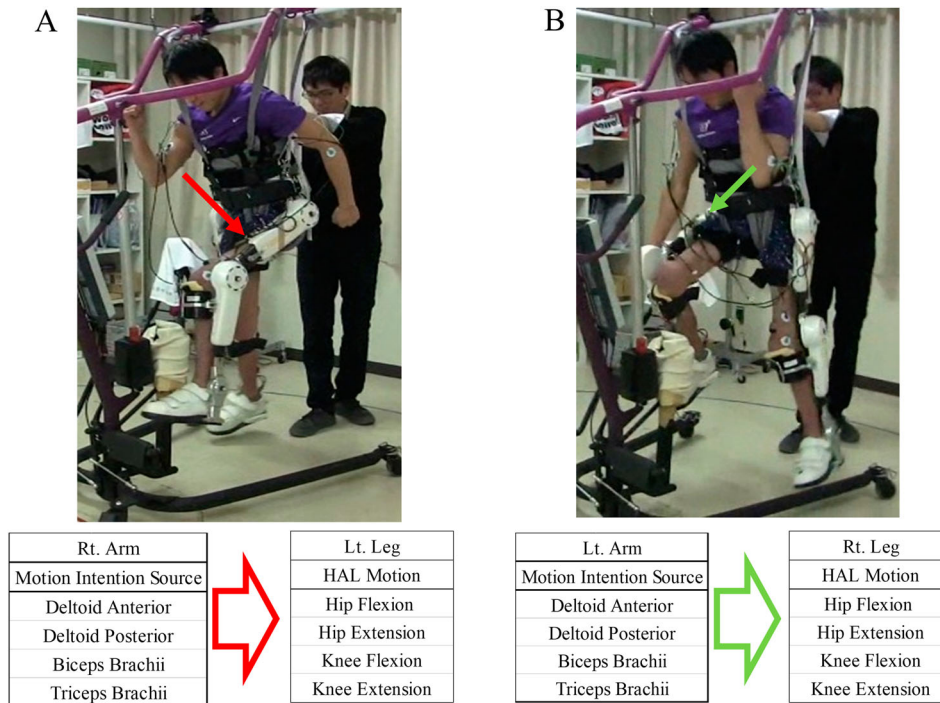 A
B
Rt. Arm
Motion Intention Source
Deltoid Anterior
Deltoid Posterior
Biceps Brachii
Triceps Brachii
Lt. Leg
HAL Motion
Hip Flexion
Hip Extension
Knee Flexion
Knee Extension
Lt. Arm
Motion Intention Source
Deltoid Anterior
Deltoid Posterior
Biceps Brachii
Triceps Brachii
Rt. Leg
HAL Motion
Hip Flexion
Hip Extension
Knee Flexion
Knee Extension